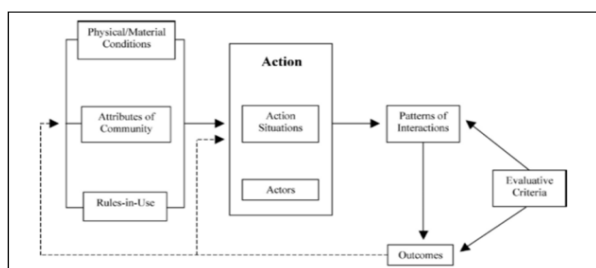 Physical/Material
Conditions
Attributes of
Community
Rules-in-Use
Action
Action
Situations
Actors
Patterns of
Interactions
Evaluative
Criteria
Outcomes